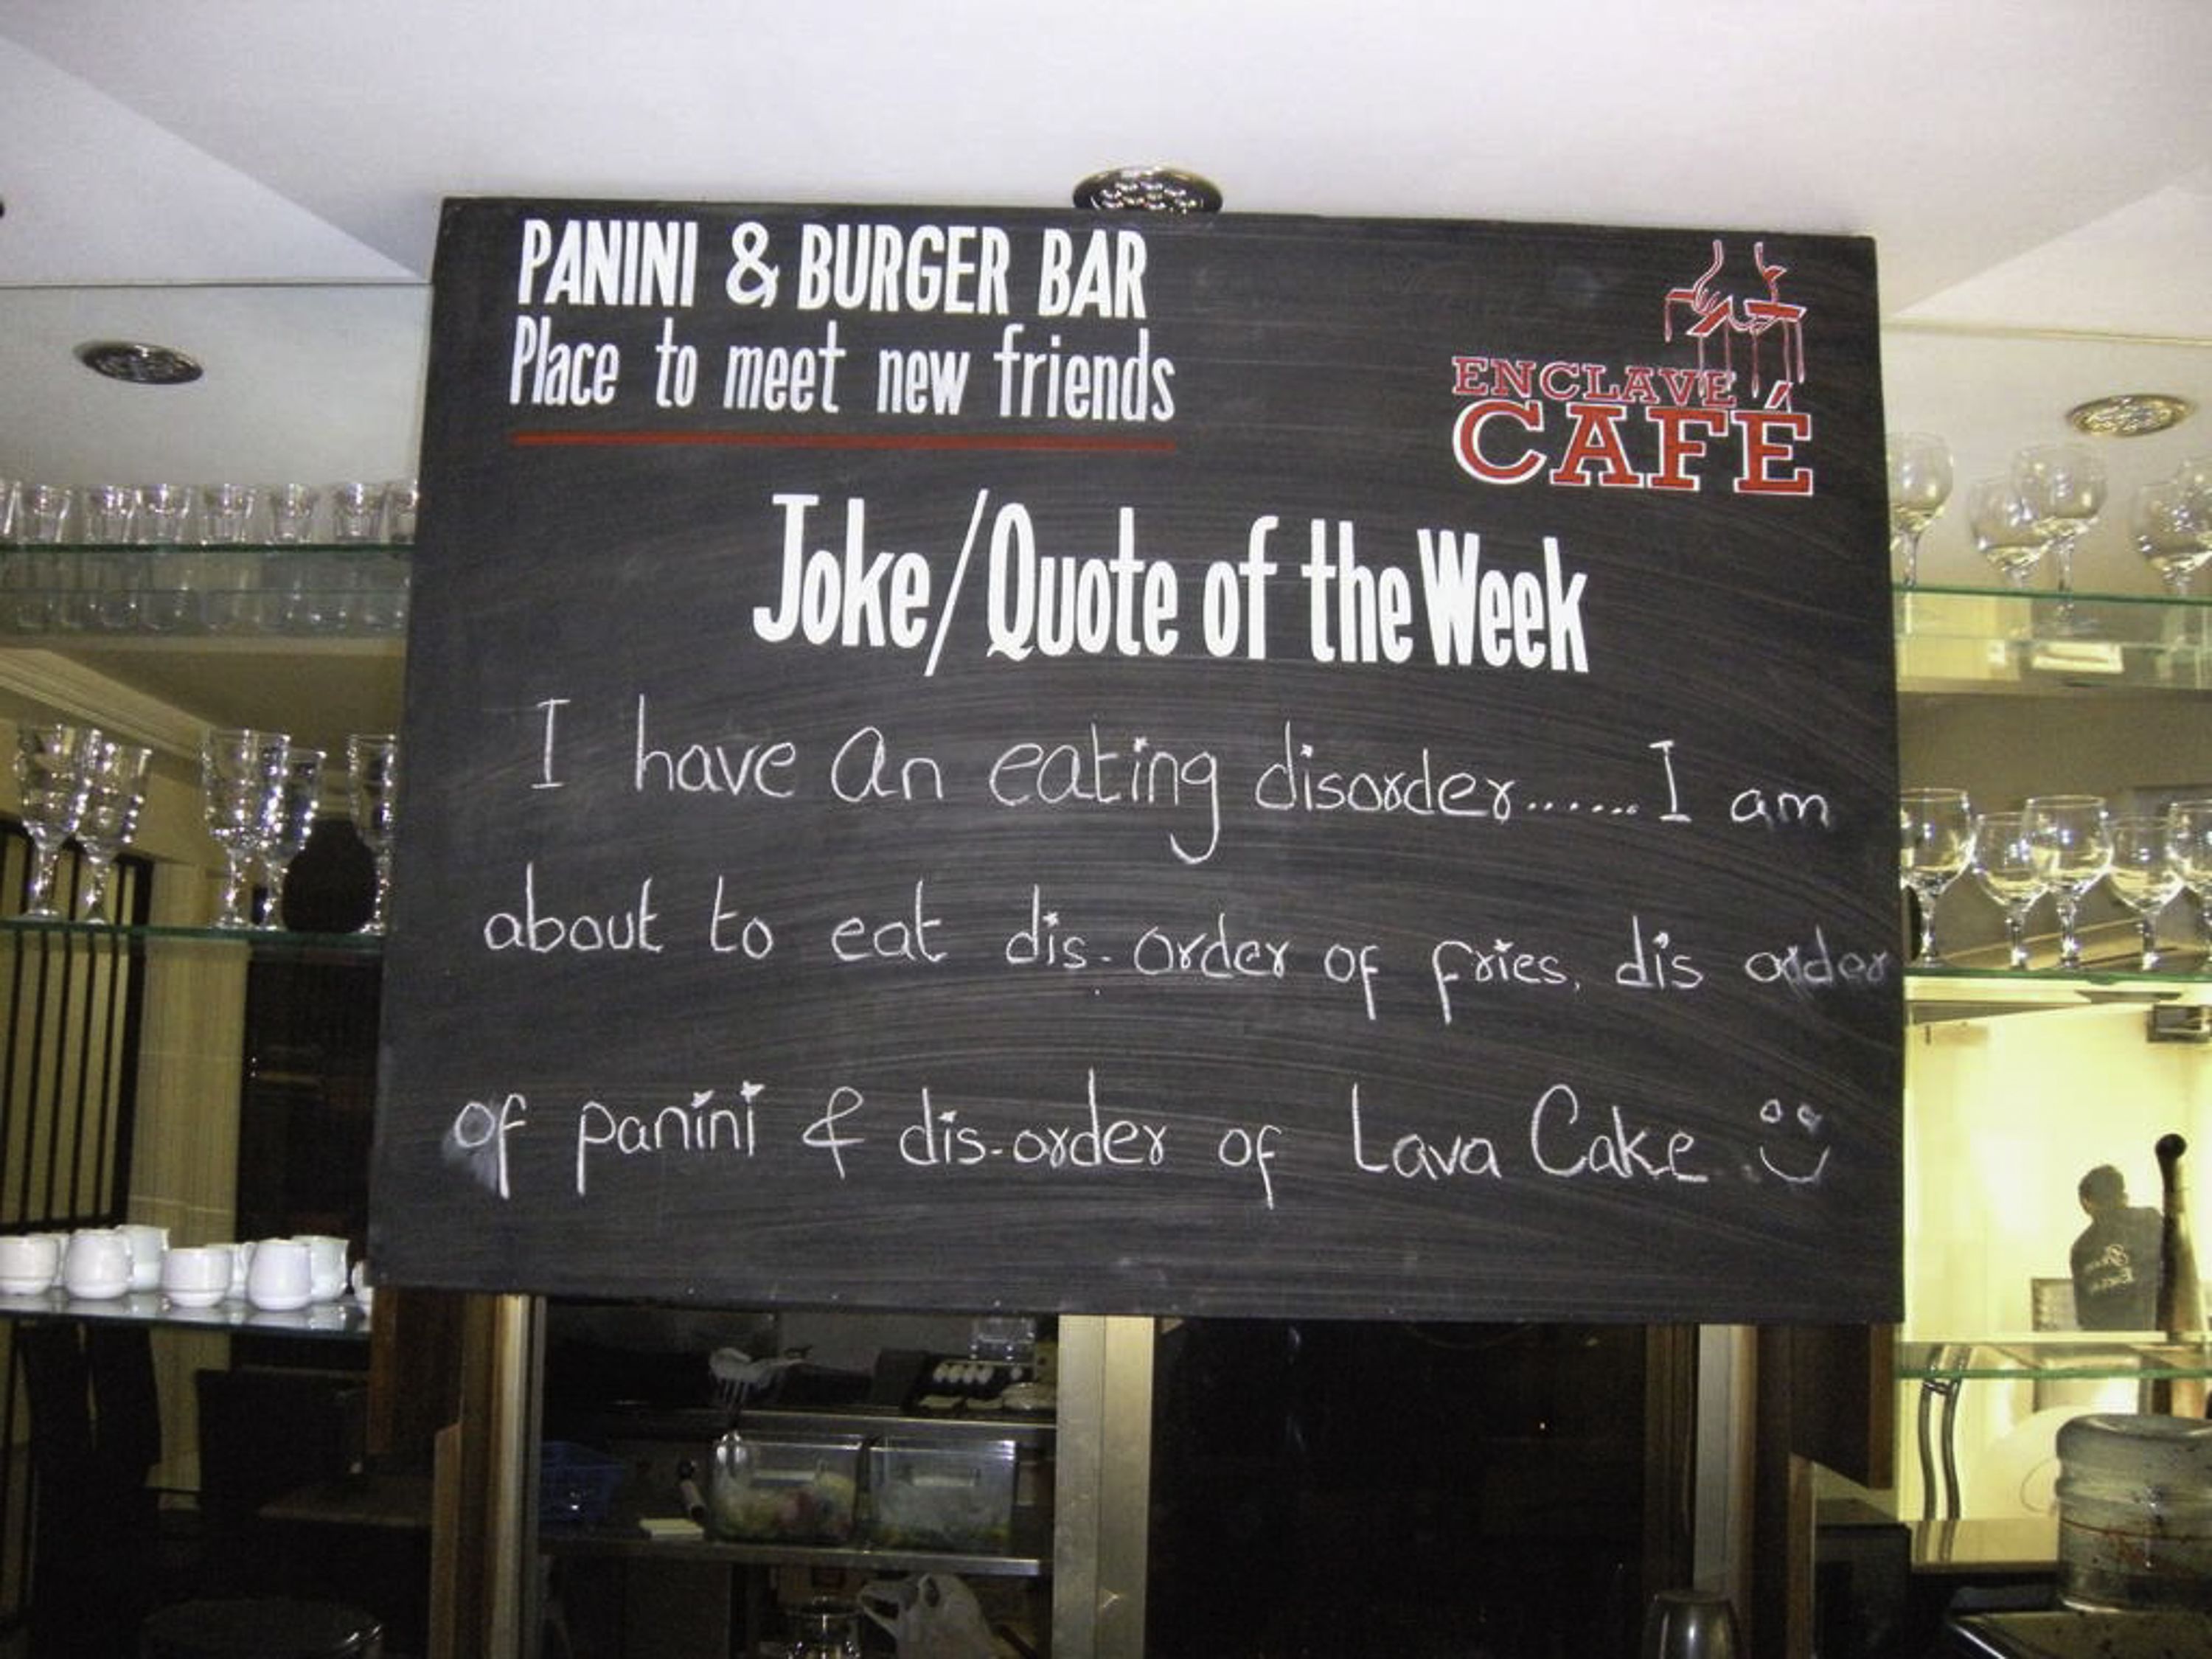 PANINI & BURGER BAR
Place to meet new friends
ENCLAVE
CAFÉ
Joke/Quote of the Week
I have an eating disorder...... I am
about to eat dis-order of fries, dis order
of panini & dis-order of Lava Cake